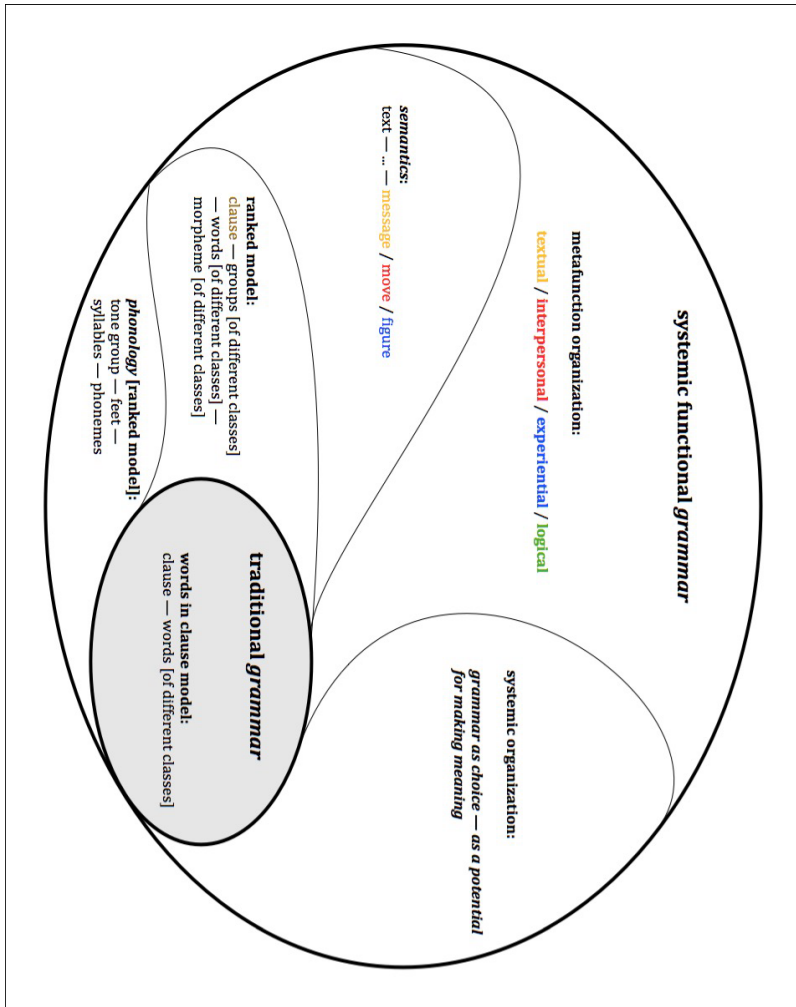 systemic functional grammar
metafunction organization:
textual / interpersonal / experiential / logical
systemic organization:
grammar as choice — as a potential
for making meaning
semantics:
text — ... — message / move / figure
ranked model:
clause — groups [of different classes]
— words [of different classes] —
morpheme [of different classes]
traditional grammar
words in clause model:
clause — words [of different classes]
phonology [ranked model]:
tone group — feet —
syllables — phonemes